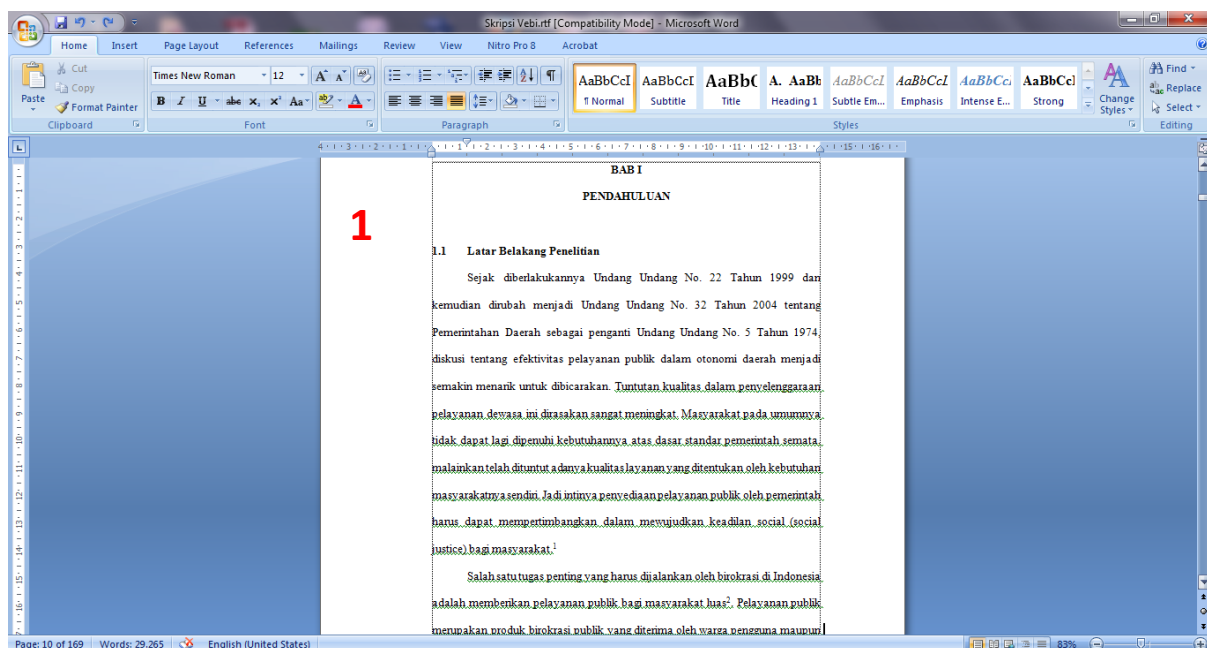 Skripsi Vebi.rtf [Compatibility Mode] - Microsoft Word
Home Insert Page Layout References Mailings Review View Nitro Pro 8 Acrobat
Cut
Copy
Paste
Format Painter
Clipboard
Times New Roman 12
Font
Paragraph
AaBbCcI AaBbCcI AaBb( A. AaBb AaBbCcL AaBbCcL AaBbCc AaBbCcl
¶ Normal Subtitle Title Heading 1 Subtle Em... Emphasis Intense E... Strong
Change Styles
Styles
Find
Replace
Select
Editing
BAB I
PENDAHULUAN
1
1.1 Latar Belakang Penelitian
Sejak diberlakukannya Undang Undang No. 22 Tahun 1999 dan
kemudian dirubah menjadi Undang Undang No. 32 Tahun 2004 tentang
Pemerintahan Daerah sebagai penganti Undang Undang No. 5 Tahun 1974,
diskusi tentang efektivitas pelayanan publik dalam otonomi daerah menjadi
semakin menarik untuk dibicarakan. Tuntutan kualitas dalam penyelenggaraan
pelayanan dewasa ini dirasakan sangat meningkat. Masyarakat pada umumnya
tidak dapat lagi dipenuhi kebutuhannya atas dasar standar pemerintah semata,
malainkan telah dituntut adanya kualitas layanan yang ditentukan oleh kebutuhan
masyarakatnya sendiri. Jadi intinya penyediaan pelayanan publik oleh pemerintah
harus dapat mempertimbangkan dalam mewujudkan keadilan social (social
justice) bagi masyarakat.1
Salah satu tugas penting yang harus dijalankan oleh birokrasi di Indonesia
adalah memberikan pelayanan publik bagi masyarakat luas2. Pelayanan publik
merupakan produk birokrasi publik yang diterima oleh warga pengguna maupun
Page: 10 of 169 Words: 29.265 English (United States) 83%